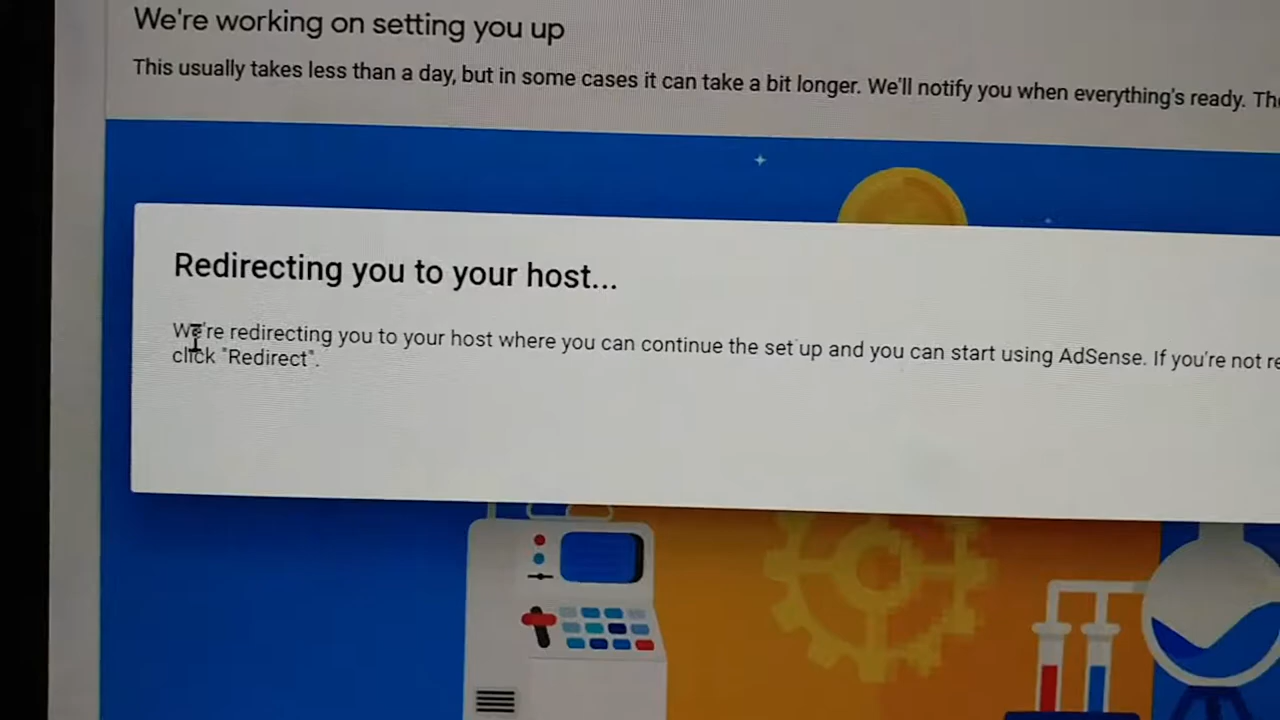 We're working on setting you up
This usually takes less than a day, but in some cases it can take a bit longer. We'll notify you when everything's ready.
Redirecting you to your host...
We're redirecting you to your host where you can continue the set up and you can start using AdSense. If you're not
click "Redirect".